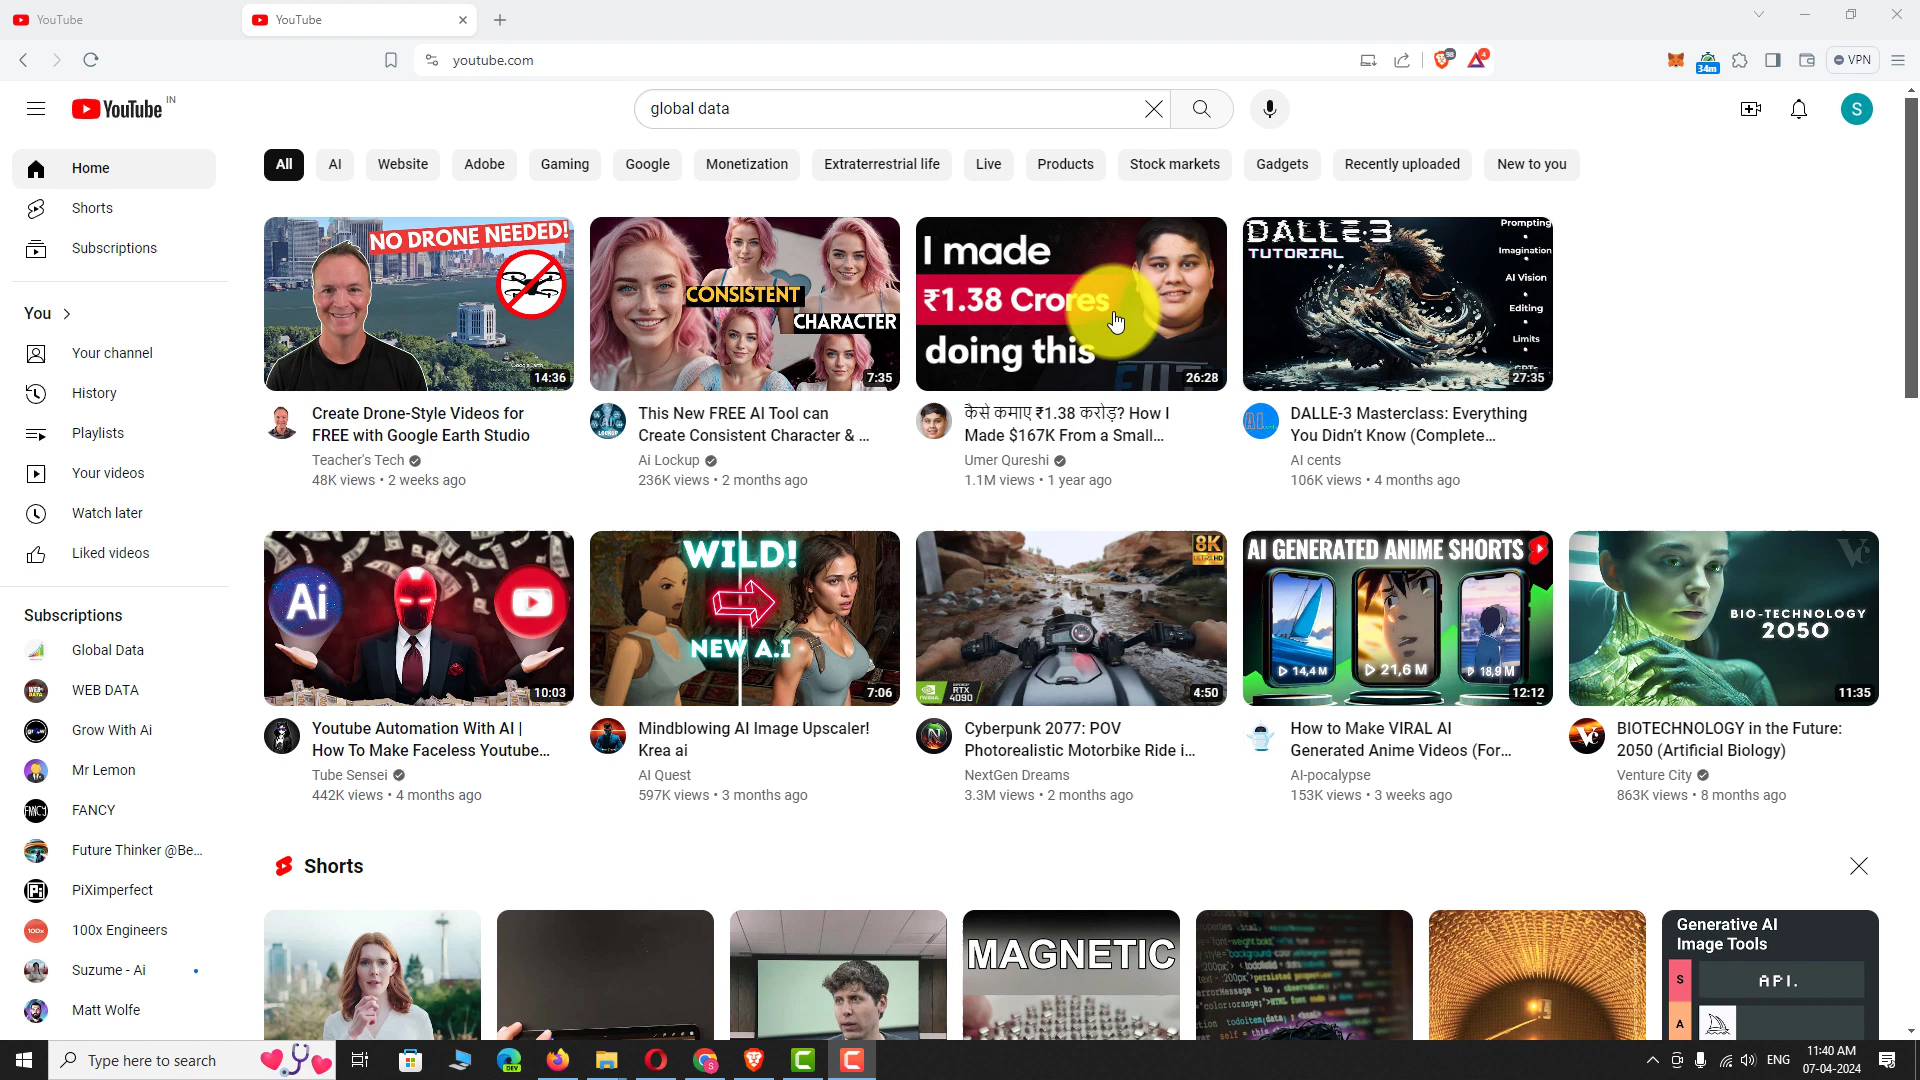 YouTube
YouTube
youtube.com
98
4
34m
VPN
YouTube IN
global data
S
All
AI
Website
Adobe
Gaming
Google
Monetization
Extraterrestrial life
Live
Products
Stock markets
Gadgets
Recently uploaded
New to you
Home
Shorts
Subscriptions
You
Your channel
History
Playlists
Your videos
Watch later
Liked videos
Subscriptions
Global Data
WEB DATA
Grow With Ai
Mr Lemon
FANCY
Future Thinker @Be...
PiXimperfect
100x Engineers
Suzume - Ai
Matt Wolfe
NO DRONE NEEDED!
14:36
Create Drone-Style Videos for
FREE with Google Earth Studio
Teacher's Tech
48K views • 2 weeks ago
CONSISTENT
CHARACTER
7:35
This New FREE AI Tool can
Create Consistent Character & ...
Ai Lockup
236K views • 2 months ago
I made
₹1.38 Crores
doing this
26:28
कैसे कमाए ₹1.38 करोड़? How I
Made $167K From a Small...
Umer Qureshi
1.1M views • 1 year ago
DALLE-3
TUTORIAL
Prompting
Imagination
AI Vision
Editing
Limits
GPTs
27:35
DALLE-3 Masterclass: Everything
You Didn't Know (Complete...
AI cents
106K views • 4 months ago
Ai
10:03
Youtube Automation With AI |
How To Make Faceless Youtube...
Tube Sensei
442K views • 4 months ago
WILD!
NEW A.I
7:06
Mindblowing AI Image Upscaler!
Krea ai
AI Quest
597K views • 3 months ago
8K
ULTRA HD
NVIDIA
RTX
4090
4:50
Cyberpunk 2077: POV
Photorealistic Motorbike Ride i...
NextGen Dreams
3.3M views • 2 months ago
AI GENERATED ANIME SHORTS
14,4 M
21,6 M
18,9 M
12:12
How to Make VIRAL AI
Generated Anime Videos (For...
AI-pocalypse
153K views • 3 weeks ago
VC
BIO-TECHNOLOGY
2050
11:35
BIOTECHNOLOGY in the Future:
2050 (Artificial Biology)
Venture City
863K views • 8 months ago
Shorts
MAGNETIC
Generative AI
Image Tools
S
API.
A
Type here to search
ENG
11:40 AM
07-04-2024